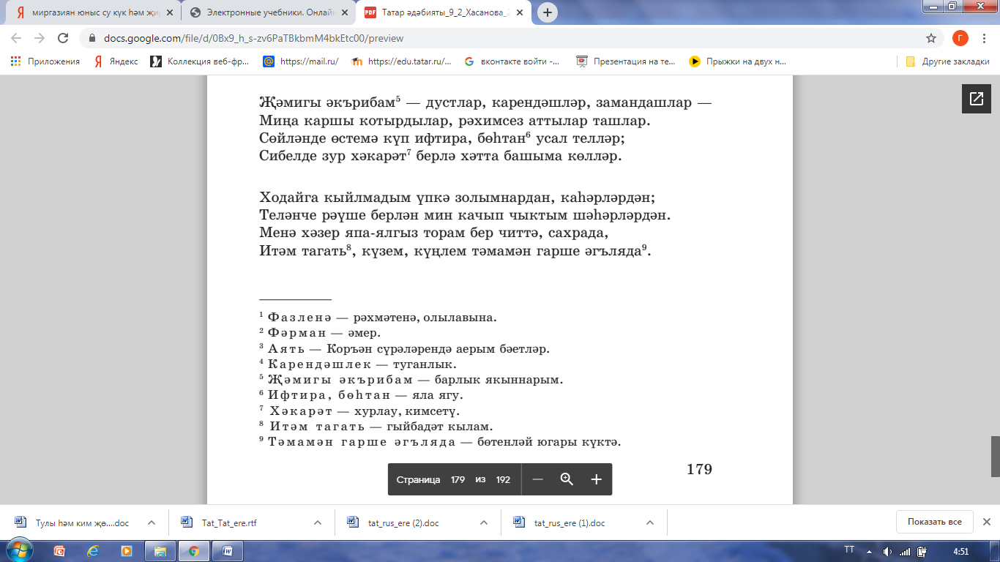 миргазиян юныс су күк һәм җир
Электронные учебники. Онлайн
Татар әдәбияты_9_2_Хасанова_2
docs.google.com/file/d/0Bx9_h_s-zv6PaTBkbmM4bkEtc00/preview
Приложения Яндекс Коллекция веб-фр... https://mail.ru/ https://edu.tatar.ru/... вконтакте войти -... Презентация на те... Прыжки на двух н... Другие закладки
Җәмигы әкърибам⁵ — дустлар, карендәшләр, замандашлар —
Миңа каршы котырдылар, рәхимсез аттылар ташлар.
Сөйләнде өстемә күп ифтира, бөһтан⁶ усал телләр;
Сибелде зур хәкарәт⁷ берлә хәтта башыма көлләр.
Ходайга кыйлмадым үпкә золымнардан, каһәрләрдән;
Теләнче рәүше берлән мин качып чыктым шәһәрләрдән.
Менә хәзер япа-ялгыз торам бер читтә, сахрада,
Итәм тагать⁸, күзем, күңлем тәмамән гарше әгъляда⁹.
¹ Фазленә — рәхмәтенә, олылавына.
² Фәрман — әмер.
³ Аять — Коръән сүрәләрендә аерым бәетләр.
⁴ Карендәшлек — туганлык.
⁵ Җәмигы әкърибам — барлык якыннарым.
⁶ Ифтира, бөһтан — яла ягу.
⁷ Хәкарәт — хурлау, кимсетү.
⁸ Итәм тагать — гыйбадәт кылам.
⁹ Тәмамән гарше әгъляда — бөтенләй югары күктә.
179
Страница 179 из 192
Тулы һәм ким җө....doc Tat_Tat_ere.rtf tat_rus_ere (2).doc tat_rus_ere (1).doc Показать все
TT 4:51